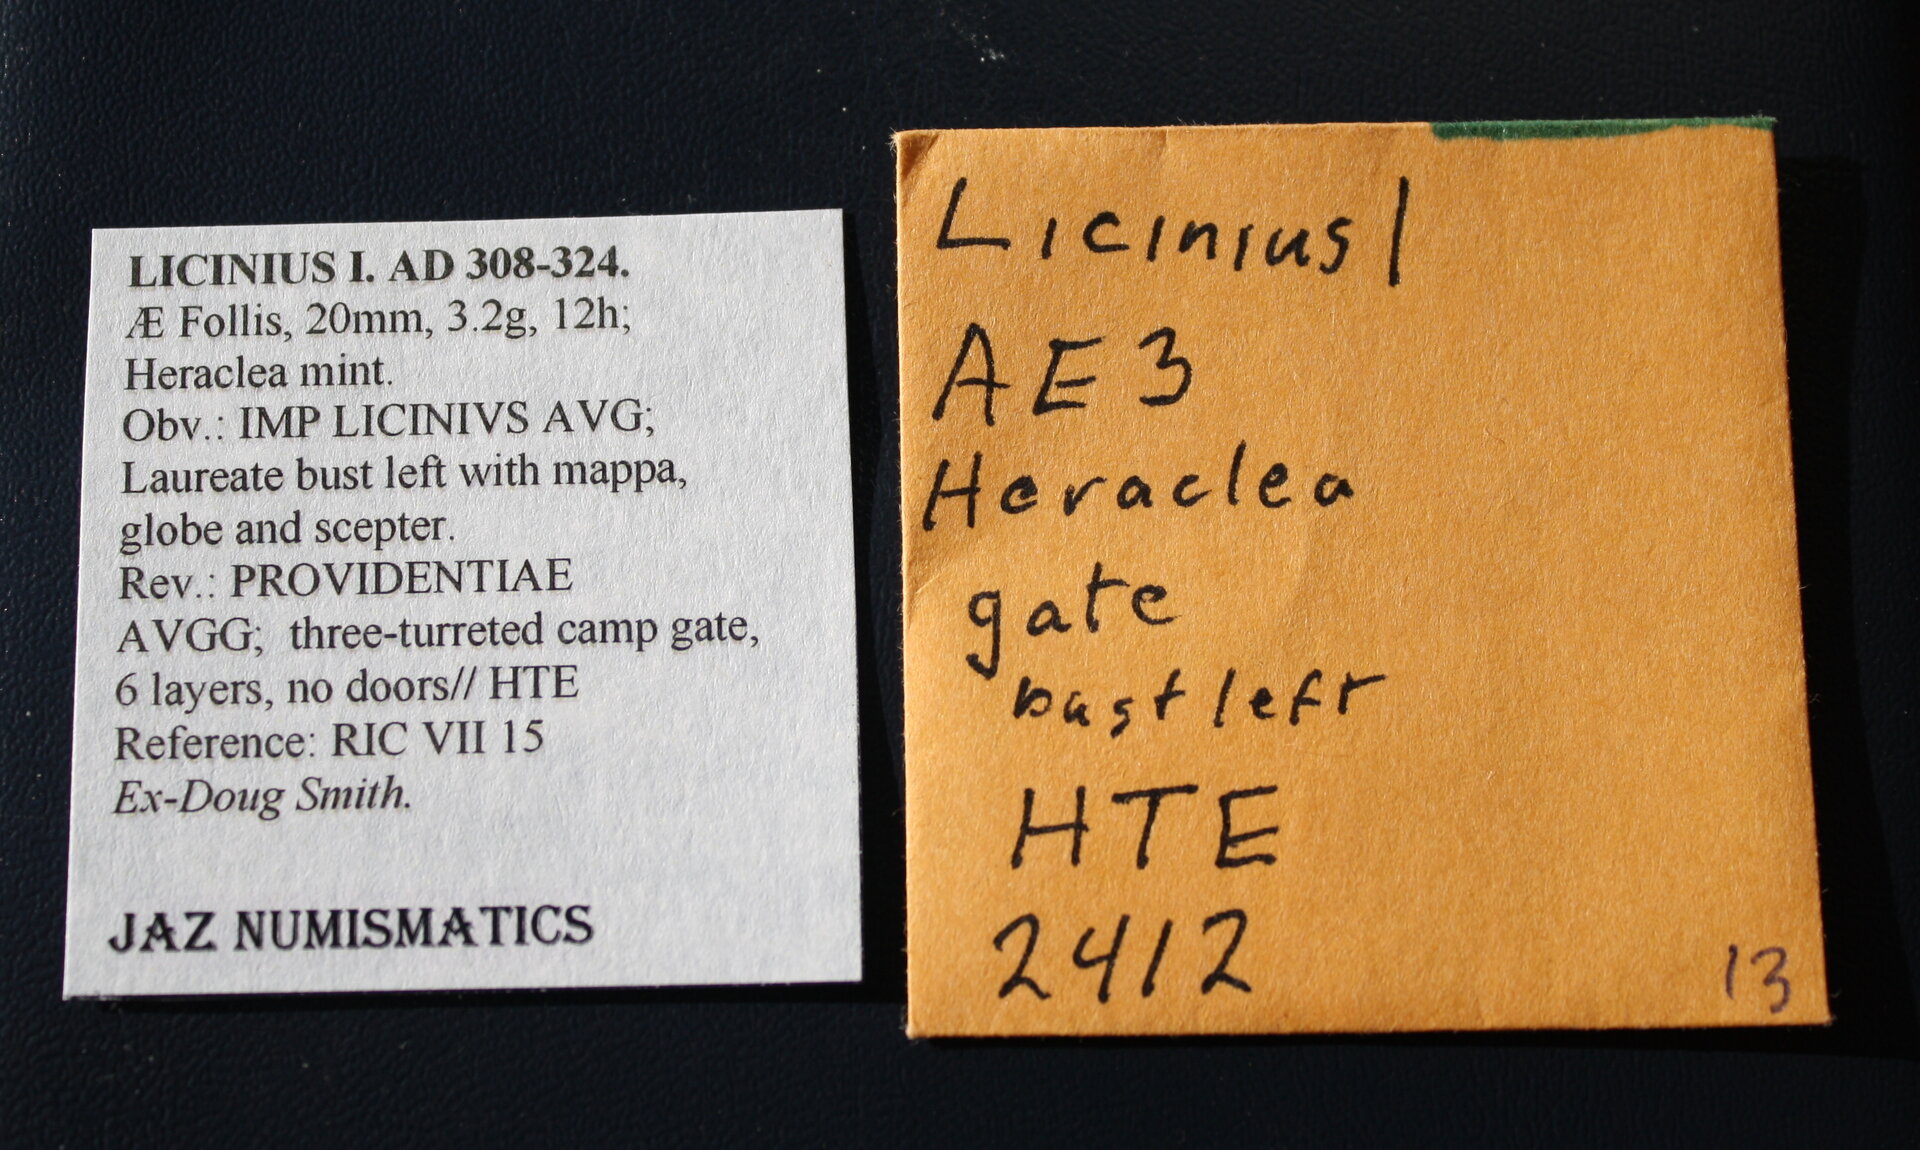 LICINIUS I. AD 308-324.
Æ Follis, 20mm, 3.2g, 12h;
Heraclea mint.
Obv.: IMP LICINIVS AVG;
Laureate bust left with mappa,
globe and scepter.
Rev.: PROVIDENTIAE
AVGG; three-turreted camp gate,
6 layers, no doors// HTE
Reference: RIC VII 15
Ex-Doug Smith.
JAZ NUMISMATICS
Licinius I
AE3
Heraclea
gate
bust left
HTE
2412
13